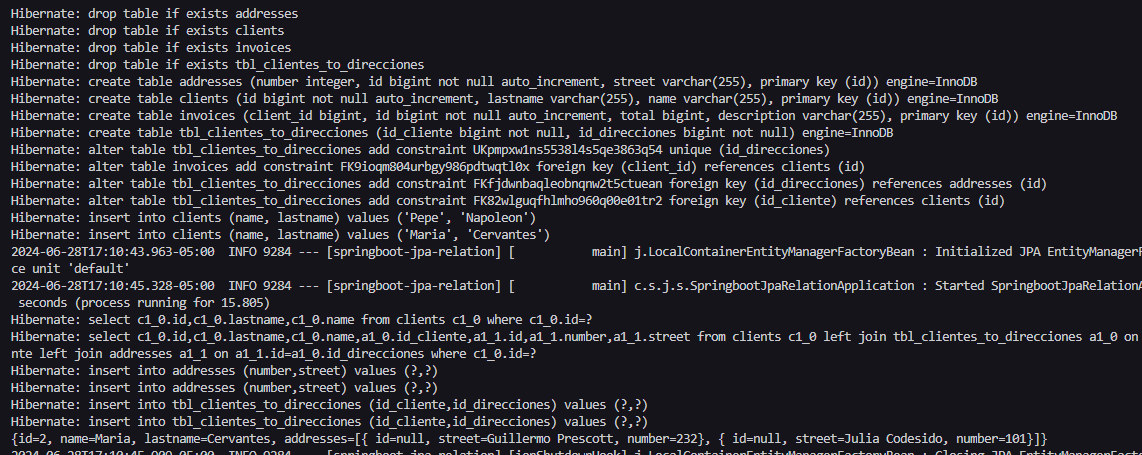 Hibernate: drop table if exists addresses
Hibernate: drop table if exists clients
Hibernate: drop table if exists invoices
Hibernate: drop table if exists tbl_clientes_to_direcciones
Hibernate: create table addresses (number integer, id bigint not null auto_increment, street varchar(255), primary key (id)) engine=InnoDB
Hibernate: create table clients (id bigint not null auto_increment, lastname varchar(255), name varchar(255), primary key (id)) engine=InnoDB
Hibernate: create table invoices (client_id bigint, id bigint not null auto_increment, total bigint, description varchar(255), primary key (id)) engine=InnoDB
Hibernate: create table tbl_clientes_to_direcciones (id_cliente bigint not null, id_direcciones bigint not null) engine=InnoDB
Hibernate: alter table tbl_clientes_to_direcciones add constraint UKpmpxw1ns5538l4s5qe3863q54 unique (id_direcciones)
Hibernate: alter table invoices add constraint FK9ioqm804urbgy986pdtwqtl0x foreign key (client_id) references clients (id)
Hibernate: alter table tbl_clientes_to_direcciones add constraint FKfjdwnbaqleobnqnw2t5ctuean foreign key (id_direcciones) references addresses (id)
Hibernate: alter table tbl_clientes_to_direcciones add constraint FK82wlguqfhlmho960q00e01tr2 foreign key (id_cliente) references clients (id)
Hibernate: insert into clients (name, lastname) values ('Pepe', 'Napoleon')
Hibernate: insert into clients (name, lastname) values ('Maria', 'Cervantes')
2024-06-28T17:10:43.963-05:00  INFO 9284 --- [springboot-jpa-relation] [           main] j.LocalContainerEntityManagerFactoryBean : Initialized JPA EntityManagerF
ce unit 'default'
2024-06-28T17:10:45.328-05:00  INFO 9284 --- [springboot-jpa-relation] [           main] c.s.j.s.SpringbootJpaRelationApplication : Started SpringbootJpaRelationA
seconds (process running for 15.805)
Hibernate: select c1_0.id,c1_0.lastname,c1_0.name from clients c1_0 where c1_0.id=?
Hibernate: select c1_0.id,c1_0.lastname,c1_0.name,a1_0.id_cliente,a1_1.id,a1_1.number,a1_1.street from clients c1_0 left join tbl_clientes_to_direcciones a1_0 on
nte left join addresses a1_1 on a1_1.id=a1_0.id_direcciones where c1_0.id=?
Hibernate: insert into addresses (number,street) values (?,?)
Hibernate: insert into addresses (number,street) values (?,?)
Hibernate: insert into tbl_clientes_to_direcciones (id_cliente,id_direcciones) values (?,?)
Hibernate: insert into tbl_clientes_to_direcciones (id_cliente,id_direcciones) values (?,?)
{id=2, name=Maria, lastname=Cervantes, addresses=[{ id=null, street=Guillermo Prescott, number=232}, { id=null, street=Julia Codesido, number=101}]}